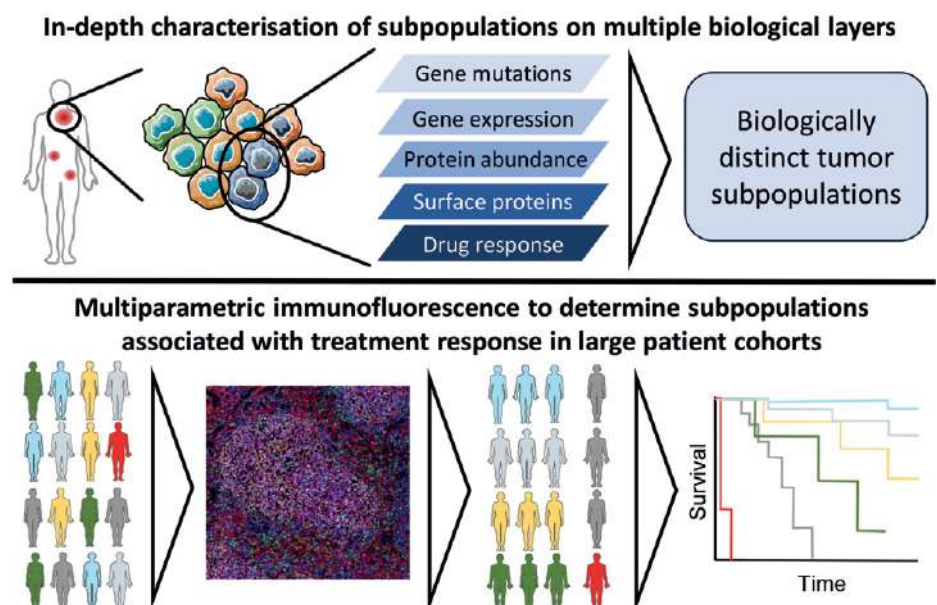 In-depth characterisation of subpopulations on multiple biological layers
Gene mutations
Gene expression
Protein abundance
Surface proteins
Drug response
Biologically
distinct tumor
subpopulations
Multiparametric immunofluorescence to determine subpopulations
associated with treatment response in large patient cohorts
Survival
Time